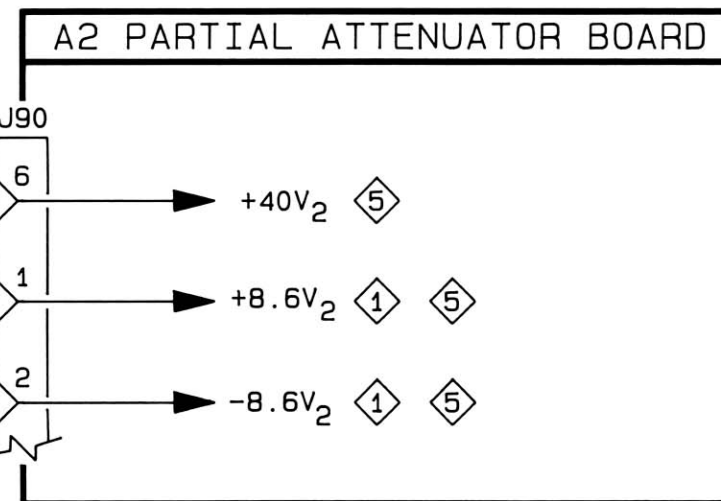 A2 PARTIAL ATTENUATOR BOARD
J90
6 +40V₂ 5
1 +8.6V₂ 1 5
2 -8.6V₂ 1 5